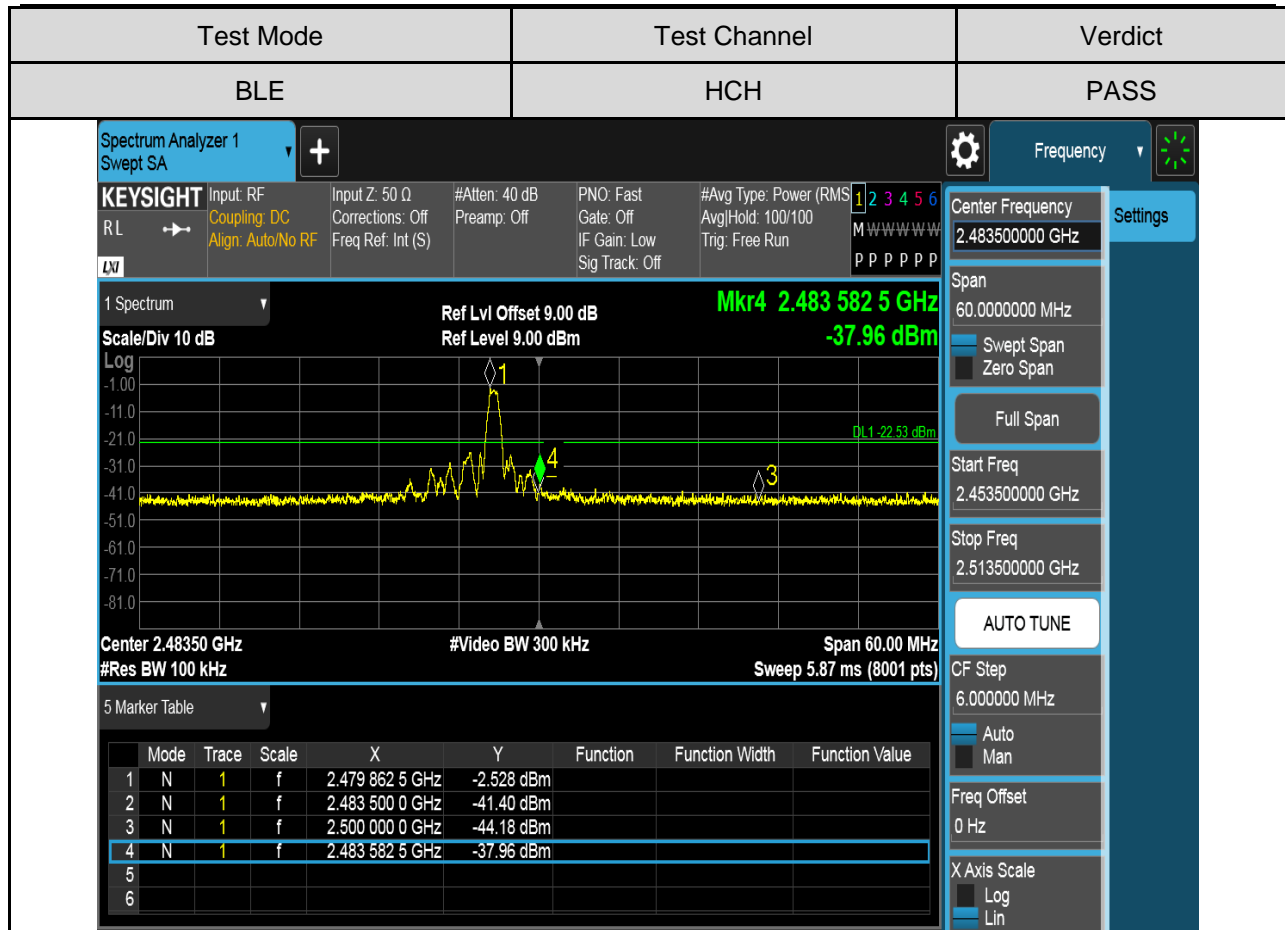 Test Mode Test Channel Verdict
BLE HCH PASS
Spectrum Analyzer 1
Swept SA
+
Frequency
KEYSIGHT
RL
LXI
Input: RF
Coupling: DC
Align: Auto/No RF
Input Z: 50 Ω
Corrections: Off
Freq Ref: Int (S)
#Atten: 40 dB
Preamp: Off
PNO: Fast
Gate: Off
IF Gain: Low
Sig Track: Off
#Avg Type: Power (RMS
Avg|Hold: 100/100
Trig: Free Run
1 2 3 4 5 6
M W W W W W
P P P P P P
1 Spectrum
Scale/Div 10 dB
Ref Lvl Offset 9.00 dB
Ref Level 9.00 dBm
Mkr4 2.483 582 5 GHz
-37.96 dBm
Log
-1.00
-11.0
-21.0
-31.0
-41.0
-51.0
-61.0
-71.0
-81.0
1
DL1 -22.53 dBm
4
3
Center 2.48350 GHz
#Res BW 100 kHz
#Video BW 300 kHz
Span 60.00 MHz
Sweep 5.87 ms (8001 pts)
5 Marker Table
Mode Trace Scale X Y Function Function Width Function Value
1 N 1 f 2.479 862 5 GHz -2.528 dBm
2 N 1 f 2.483 500 0 GHz -41.40 dBm
3 N 1 f 2.500 000 0 GHz -44.18 dBm
4 N 1 f 2.483 582 5 GHz -37.96 dBm
5
6
Center Frequency
2.483500000 GHz
Settings
Span
60.0000000 MHz
Swept Span
Zero Span
Full Span
Start Freq
2.453500000 GHz
Stop Freq
2.513500000 GHz
AUTO TUNE
CF Step
6.000000 MHz
Auto
Man
Freq Offset
0 Hz
X Axis Scale
Log
Lin